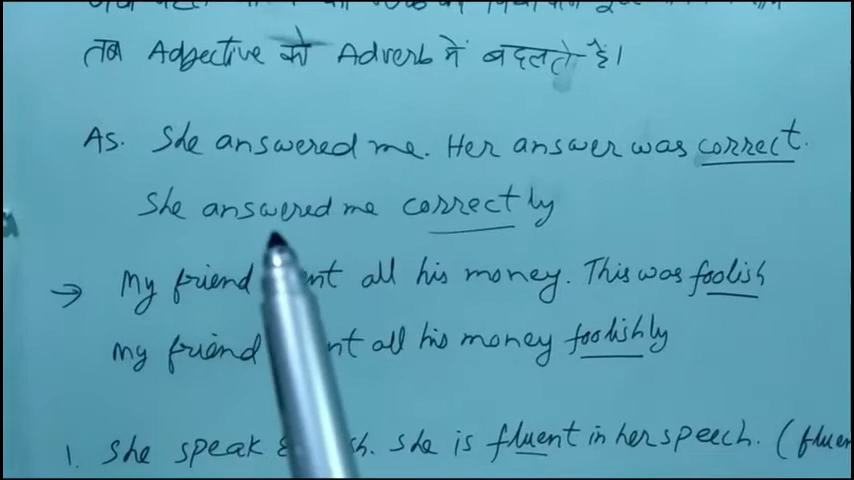 तब Adjective को Adverb में बदलते हैं।
As. She answered me. Her answer was correct.
She answered me correctly
→ My friend all his money. This was foolish
My friend all his money foolishly
1. She speak She is fluent in her speech. (